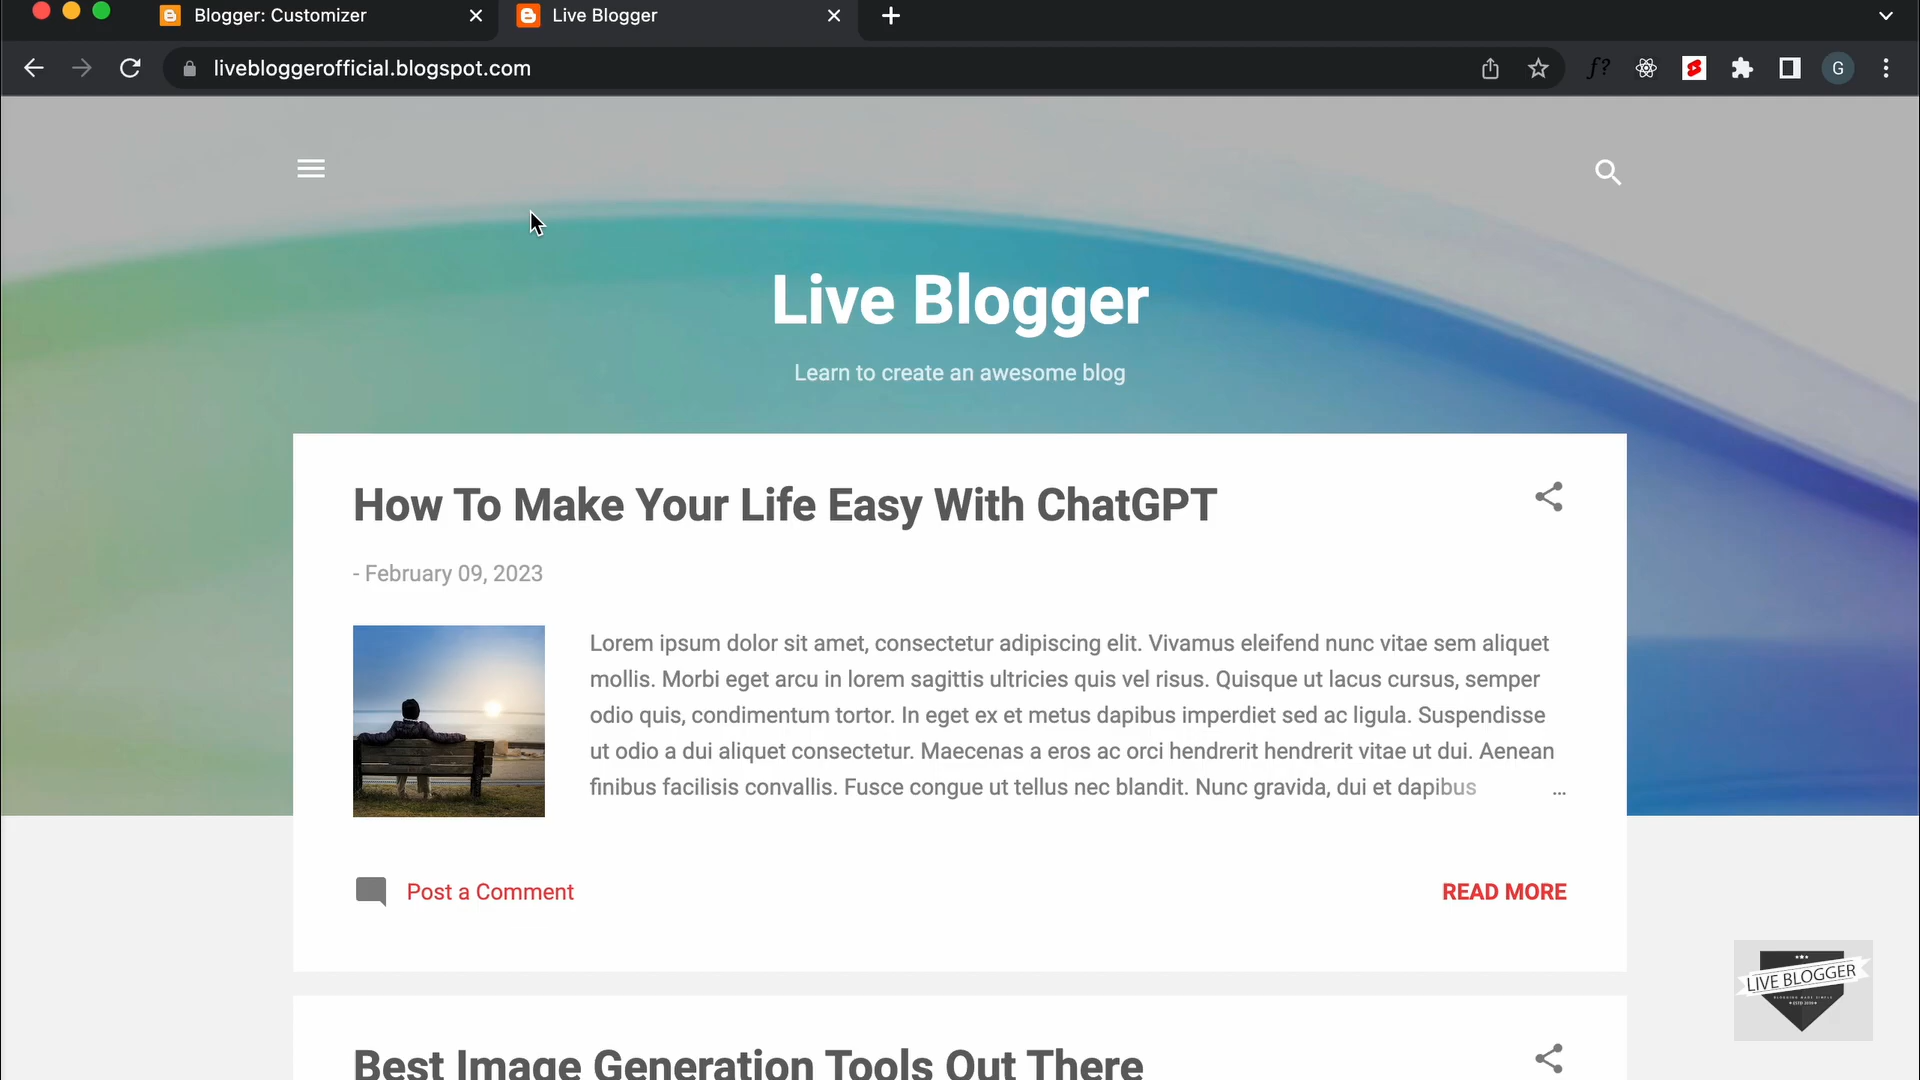 Blogger: Customizer
Live Blogger
livebloggerofficial.blogspot.com
f?
G
Live Blogger
Learn to create an awesome blog
How To Make Your Life Easy With ChatGPT
- February 09, 2023
Lorem ipsum dolor sit amet, consectetur adipiscing elit. Vivamus eleifend nunc vitae sem aliquet
mollis. Morbi eget arcu in lorem sagittis ultricies quis vel risus. Quisque ut lacus cursus, semper
odio quis, condimentum tortor. In eget ex et metus dapibus imperdiet sed ac ligula. Suspendisse
ut odio a dui aliquet consectetur. Maecenas a eros ac orci hendrerit hendrerit vitae ut dui. Aenean
finibus facilisis convallis. Fusce congue ut tellus nec blandit. Nunc gravida, dui et dapibus ...
Post a Comment
READ MORE
LIVE BLOGGER
BLOGGING MADE SIMPLE
Best Image Generation Tools Out There